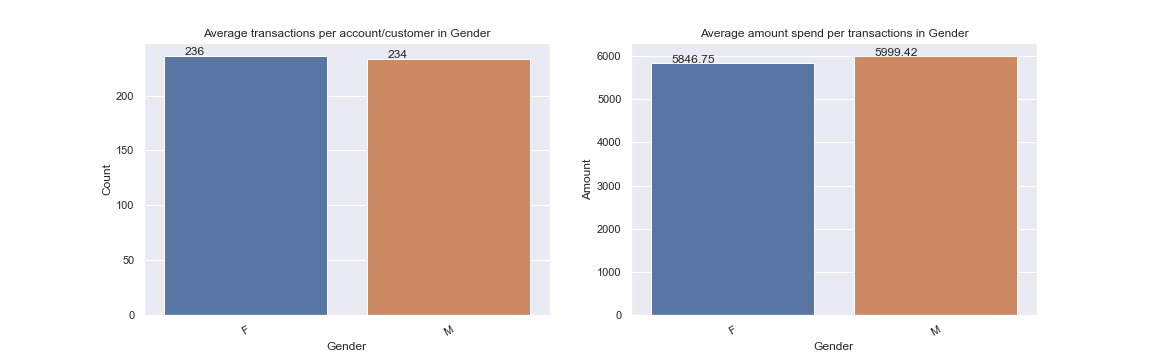 Average transactions per account/customer in Gender
236
234
200
150
100
50
0
Count
F
M
Gender
Average amount spend per transactions in Gender
5846.75
5999.42
6000
5000
4000
3000
2000
1000
0
Amount
F
M
Gender